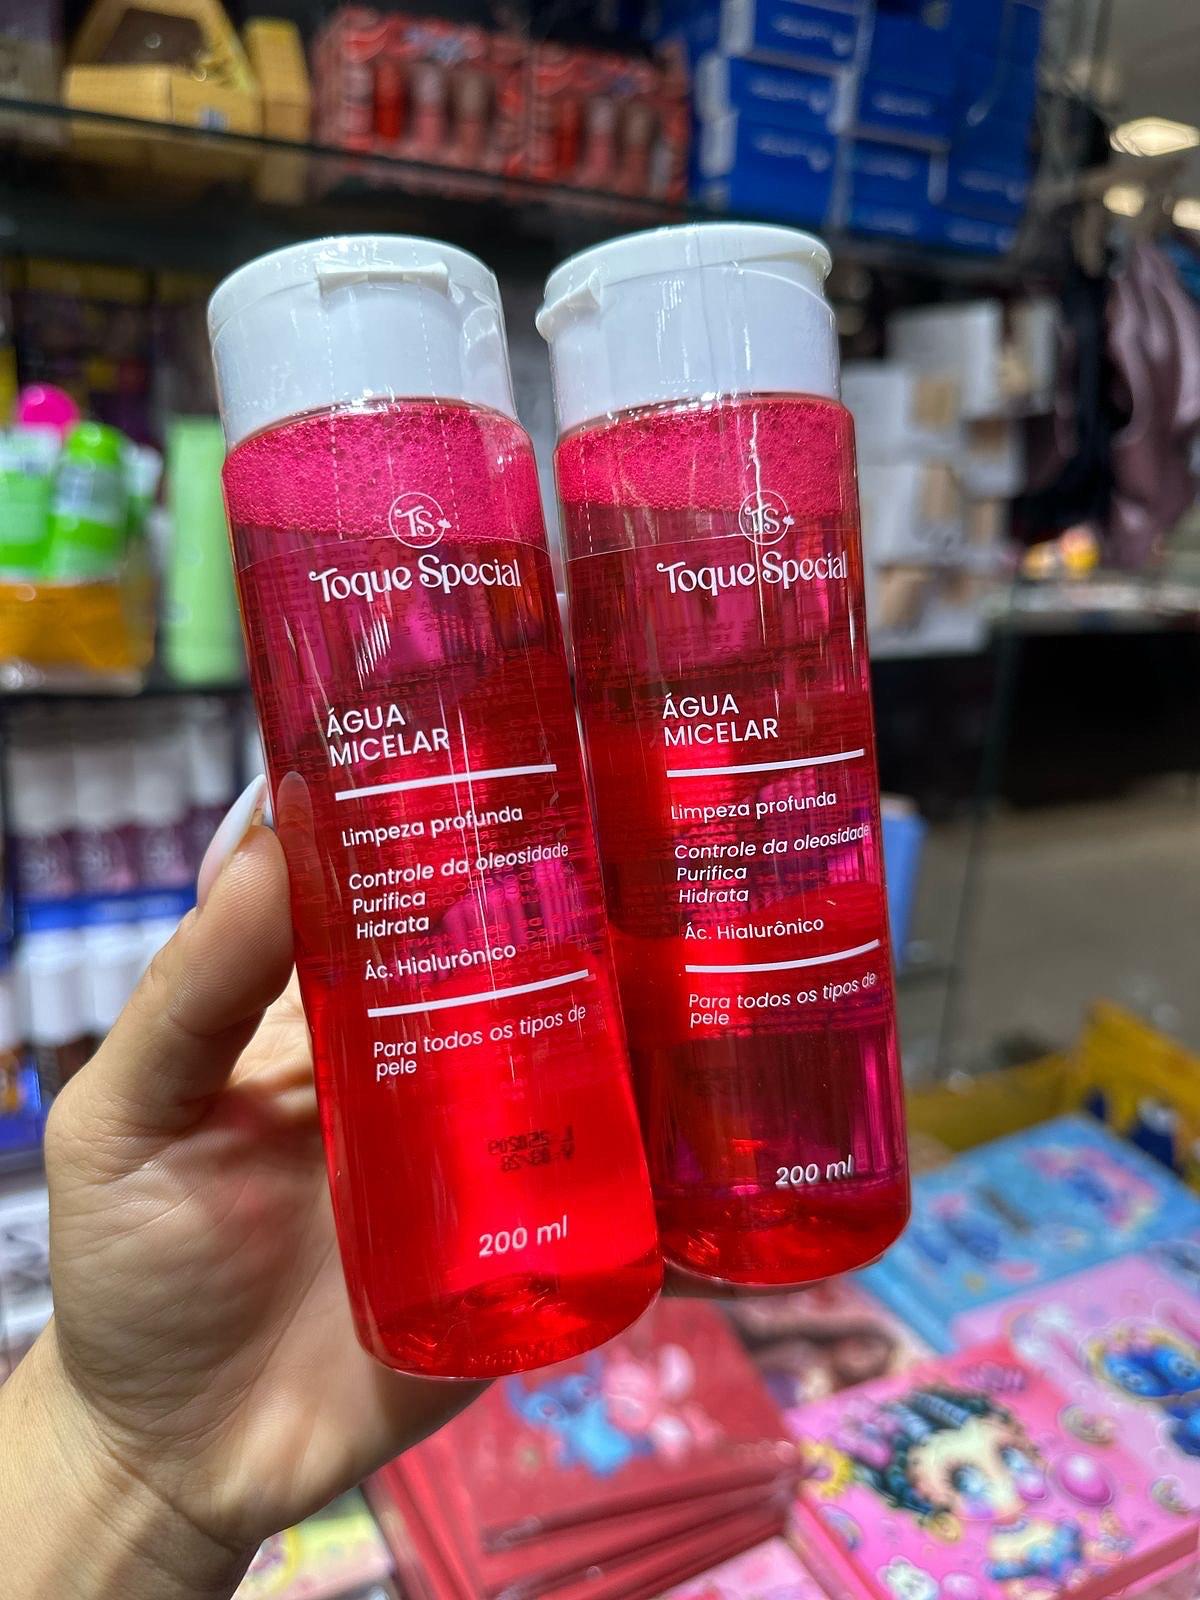 TS
Toque Special
ÁGUA
MICELAR
Limpeza profunda
Controle da oleosidade
Purifica
Hidrata
Ác. Hialurônico
Para todos os tipos de
pele
200 ml
TS
Toque Special
ÁGUA
MICELAR
Limpeza profunda
Controle da oleosidade
Purifica
Hidrata
Ác. Hialurônico
Para todos os tipos de
pele
200 ml